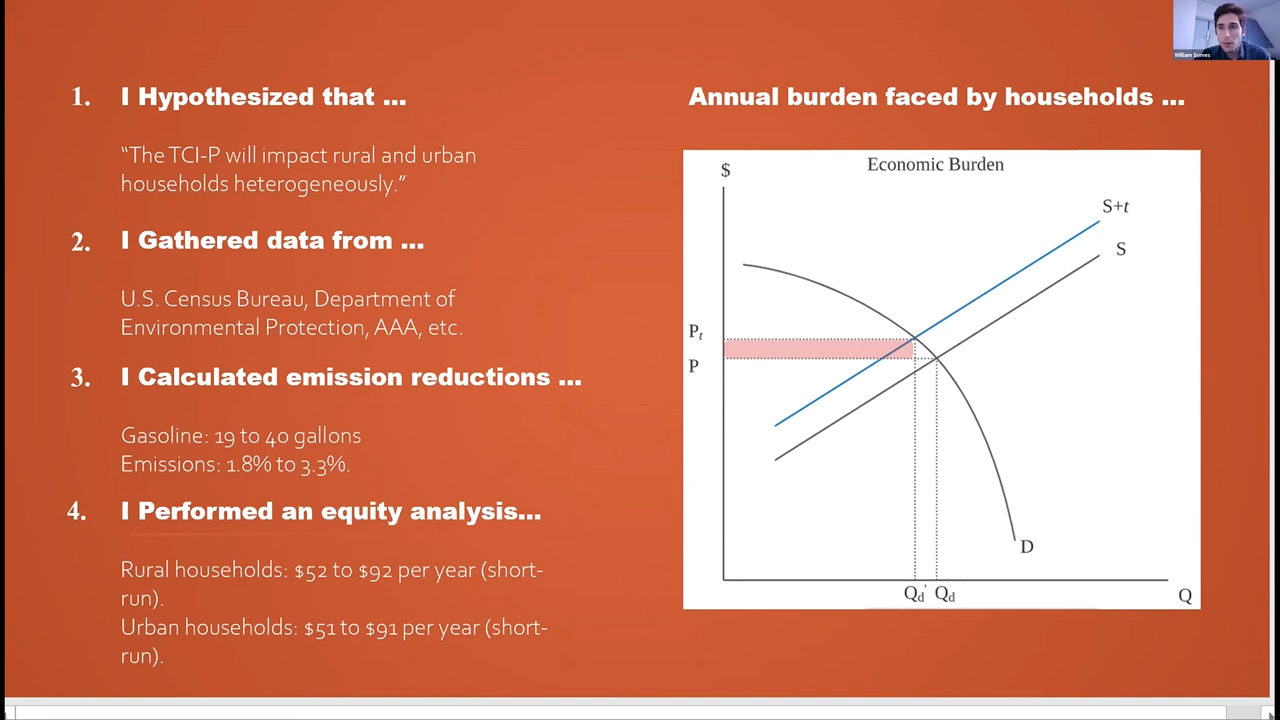 1. I Hypothesized that ...
“The TCI-P will impact rural and urban
households heterogeneously.”
2. I Gathered data from ...
U.S. Census Bureau, Department of
Environmental Protection, AAA, etc.
3. I Calculated emission reductions ...
Gasoline: 19 to 40 gallons
Emissions: 1.8% to 3.3%.
4. I Performed an equity analysis...
Rural households: $52 to $92 per year (short-
run).
Urban households: $51 to $91 per year (short-
run).
Annual burden faced by households ...
Economic Burden
$
S+t
S
Pt
P
D
Qd' Qd
Q
William Somes